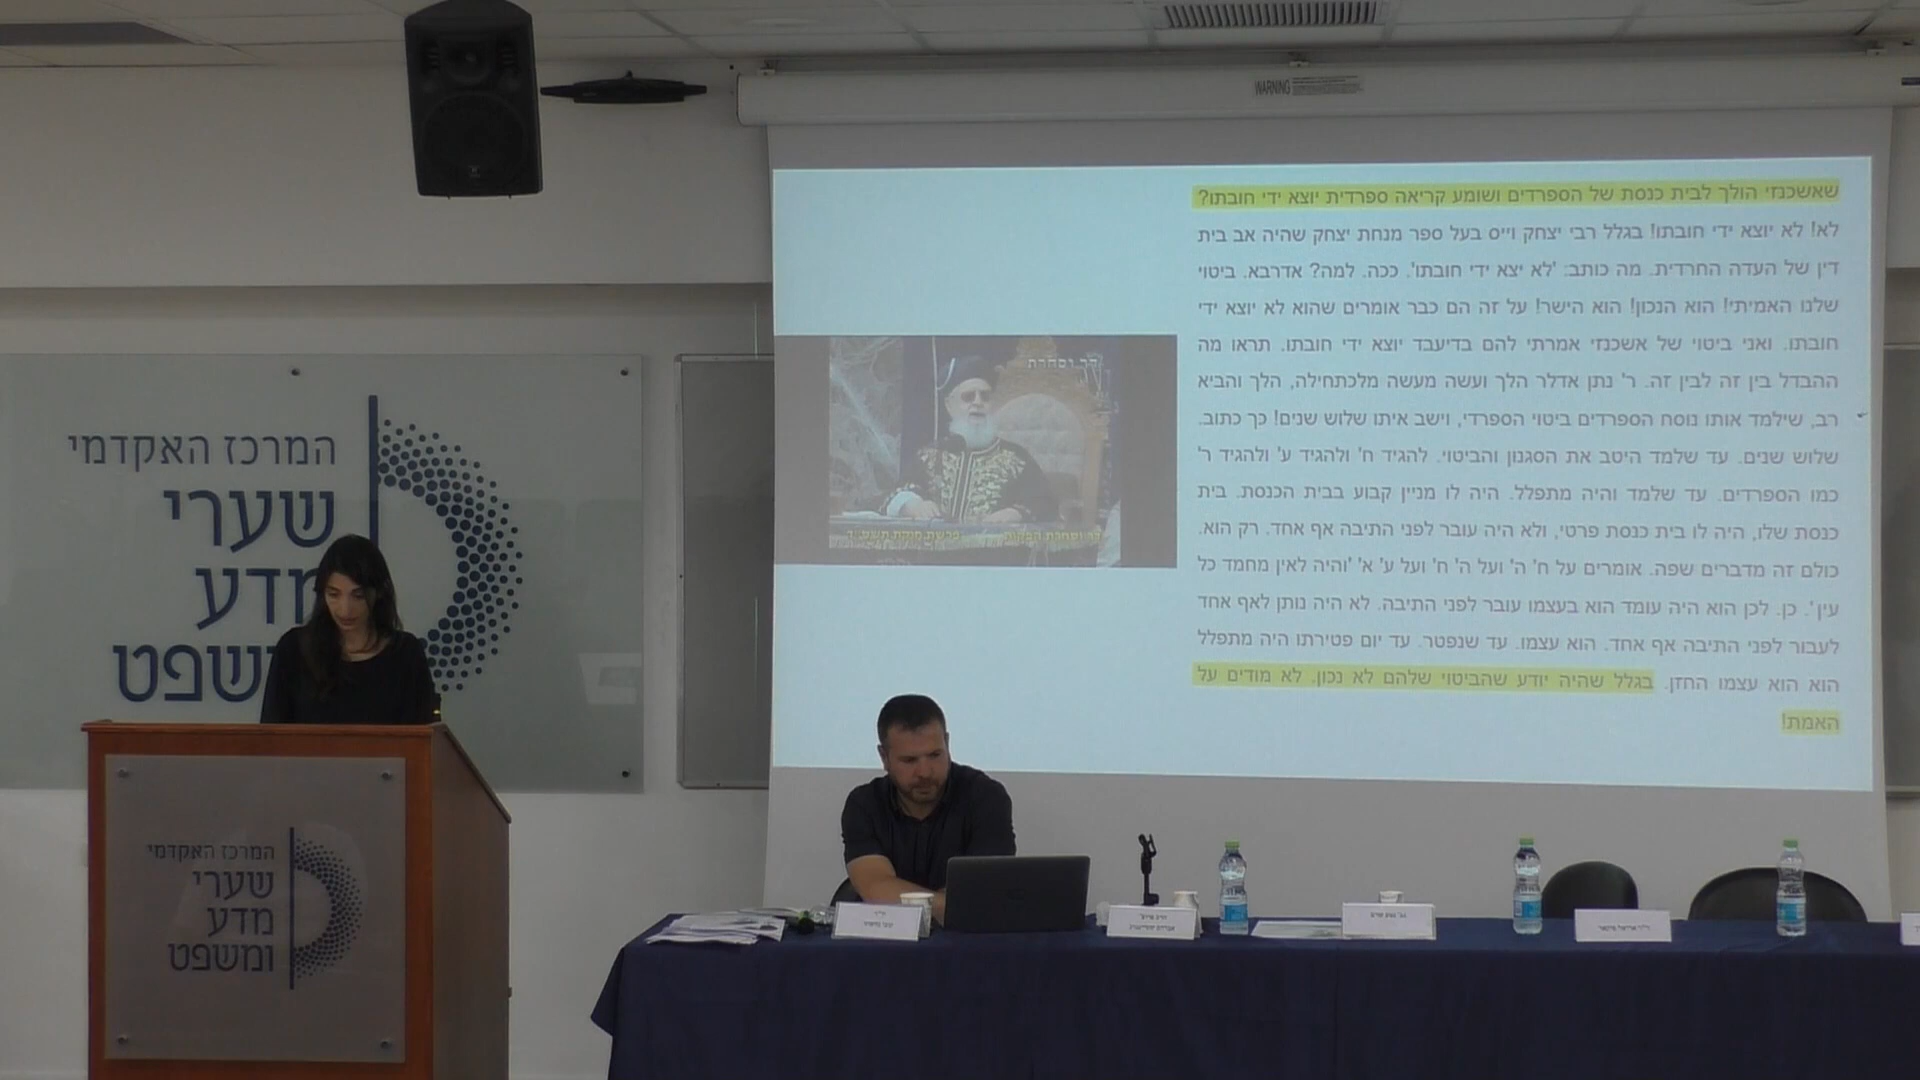 WARNING
שאשכנזי הולך לבית כנסת של הספרדים ושומע קריאה ספרדית יוצא ידי חובתו?
לא! לא יוצא ידי חובתו! בגלל רבי יצחק וייס בעל ספר מנחת יצחק שהיה אב בית
דין של העדה החרדית. מה כותב: 'לא יצא ידי חובתו'. ככה. למה? אדרבא. ביטוי
שלנו האמיתי! הוא הנכון! הוא הישר! על זה הם כבר אומרים שהוא לא יוצא ידי
חובתו. ואני ביטוי של אשכנזי אמרתי להם בדיעבד יוצא ידי חובתו. תראו מה
ההבדל בין זה לבין זה. ר' נתן אדלר הלך ועשה מעשה מלכתחילה, הלך והביא
רב, שילמד אותו נוסח הספרדים ביטוי הספרדי, וישב איתו שלוש שנים! כך כתוב.
שלוש שנים. עד שלמד היטב את הסגנון והביטוי. להגיד ח' ולהגיד ע' ולהגיד ר'
כמו הספרדים. עד שלמד והיה מתפלל. היה לו מניין קבוע בבית הכנסת. בית
כנסת שלו, היה לו בית כנסת פרטי, ולא היה עובר לפני התיבה אף אחד. רק הוא.
כולם זה מדברים שפה. אומרים על ח' ה' ועל ה' ח' ועל ע' א' 'והיה לאין מחמד כל
עין'. כן. לכן הוא היה עומד הוא בעצמו עובר לפני התיבה. לא היה נותן לאף אחד
לעבור לפני התיבה אף אחד. הוא עצמו. עד שנפטר. עד יום פטירתו היה מתפלל
הוא הוא עצמו החזן. בגלל שהיה יודע שהביטוי שלהם לא נכון. לא מודים על
האמת!
דר וסחרת
דר וסחרת הפקות
פרשת חוקת
המרכז האקדמי
שערי
מדע
ומשפט
המרכז האקדמי
שערי
מדע
ומשפט